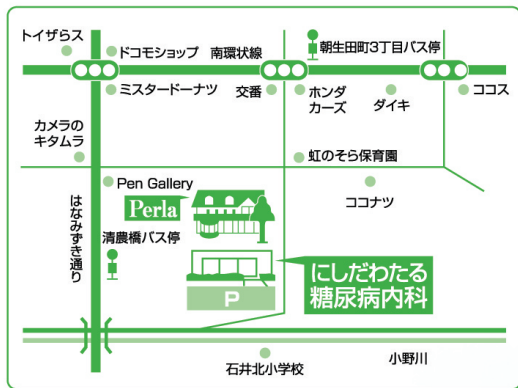 トイザらス
ドコモショップ
南環状線
朝生田町3丁目バス停
ミスタードーナツ
交番
ホンダ
カーズ
ダイキ
ココス
カメラの
キタムラ
虹のそら保育園
Pen Gallery
ココナツ
Perla
はなみずき通り
清農橋バス停
にしだわたる
糖尿病内科
P
小野川
石井北小学校